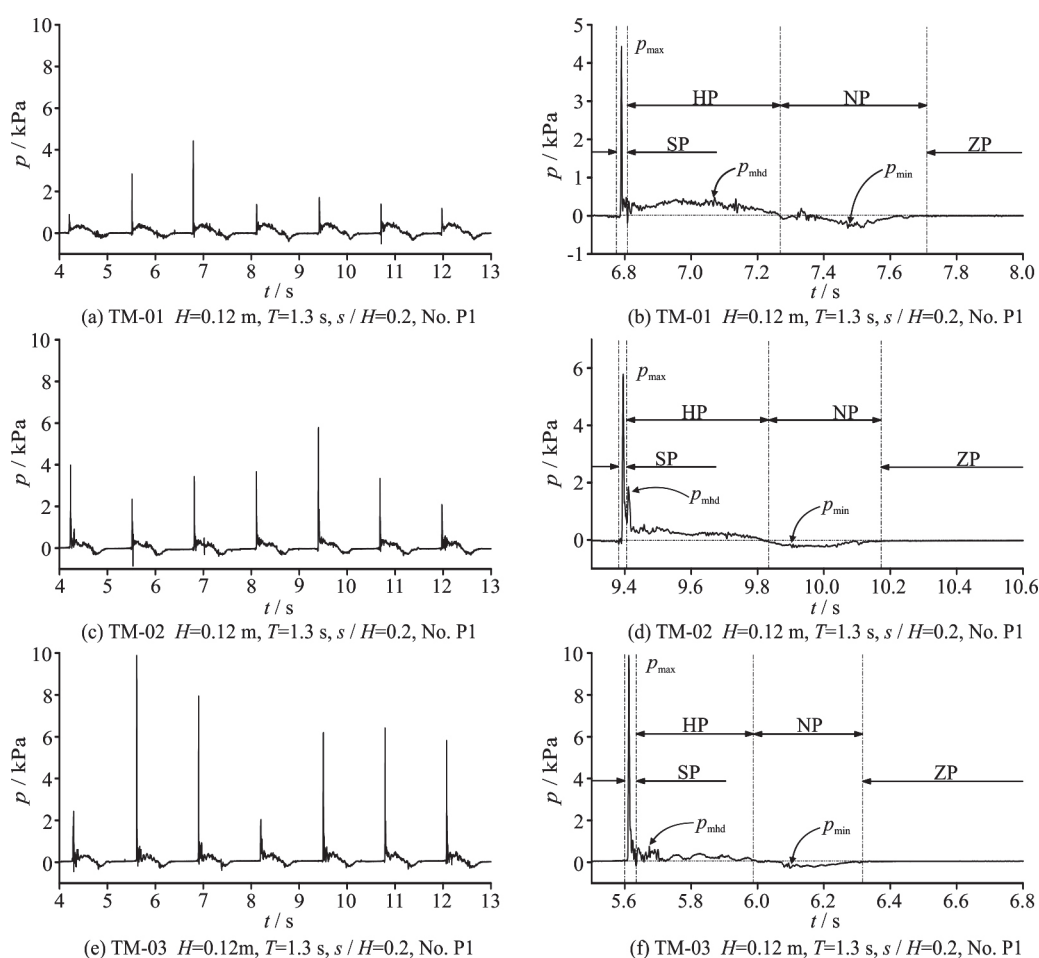 10
8
6
4
2
0
p / kPa
4 5 6 7 8 9 10 11 12 13
t / s
(a) TM-01 H=0.12 m, T=1.3 s, s / H=0.2, No. P1
5
4
3
2
1
0
-1
p / kPa
pmax
HP NP
SP ZP
pmhd pmin
6.8 7.0 7.2 7.4 7.6 7.8 8.0
t / s
(b) TM-01 H=0.12 m, T=1.3 s, s / H=0.2, No. P1
10
8
6
4
2
0
p / kPa
4 5 6 7 8 9 10 11 12 13
t / s
(c) TM-02 H=0.12 m, T=1.3 s, s / H=0.2, No. P1
6
4
2
0
p / kPa
pmax
HP NP
SP ZP
pmhd pmin
9.4 9.6 9.8 10.0 10.2 10.4 10.6
t / s
(d) TM-02 H=0.12 m, T=1.3 s, s / H=0.2, No. P1
10
8
6
4
2
0
p / kPa
4 5 6 7 8 9 10 11 12 13
t / s
(e) TM-03 H=0.12m, T=1.3 s, s / H=0.2, No. P1
10
8
6
4
2
0
p / kPa
pmax
HP NP
SP ZP
pmhd pmin
5.6 5.8 6.0 6.2 6.4 6.6 6.8
t / s
(f) TM-03 H=0.12 m, T=1.3 s, s / H=0.2, No. P1